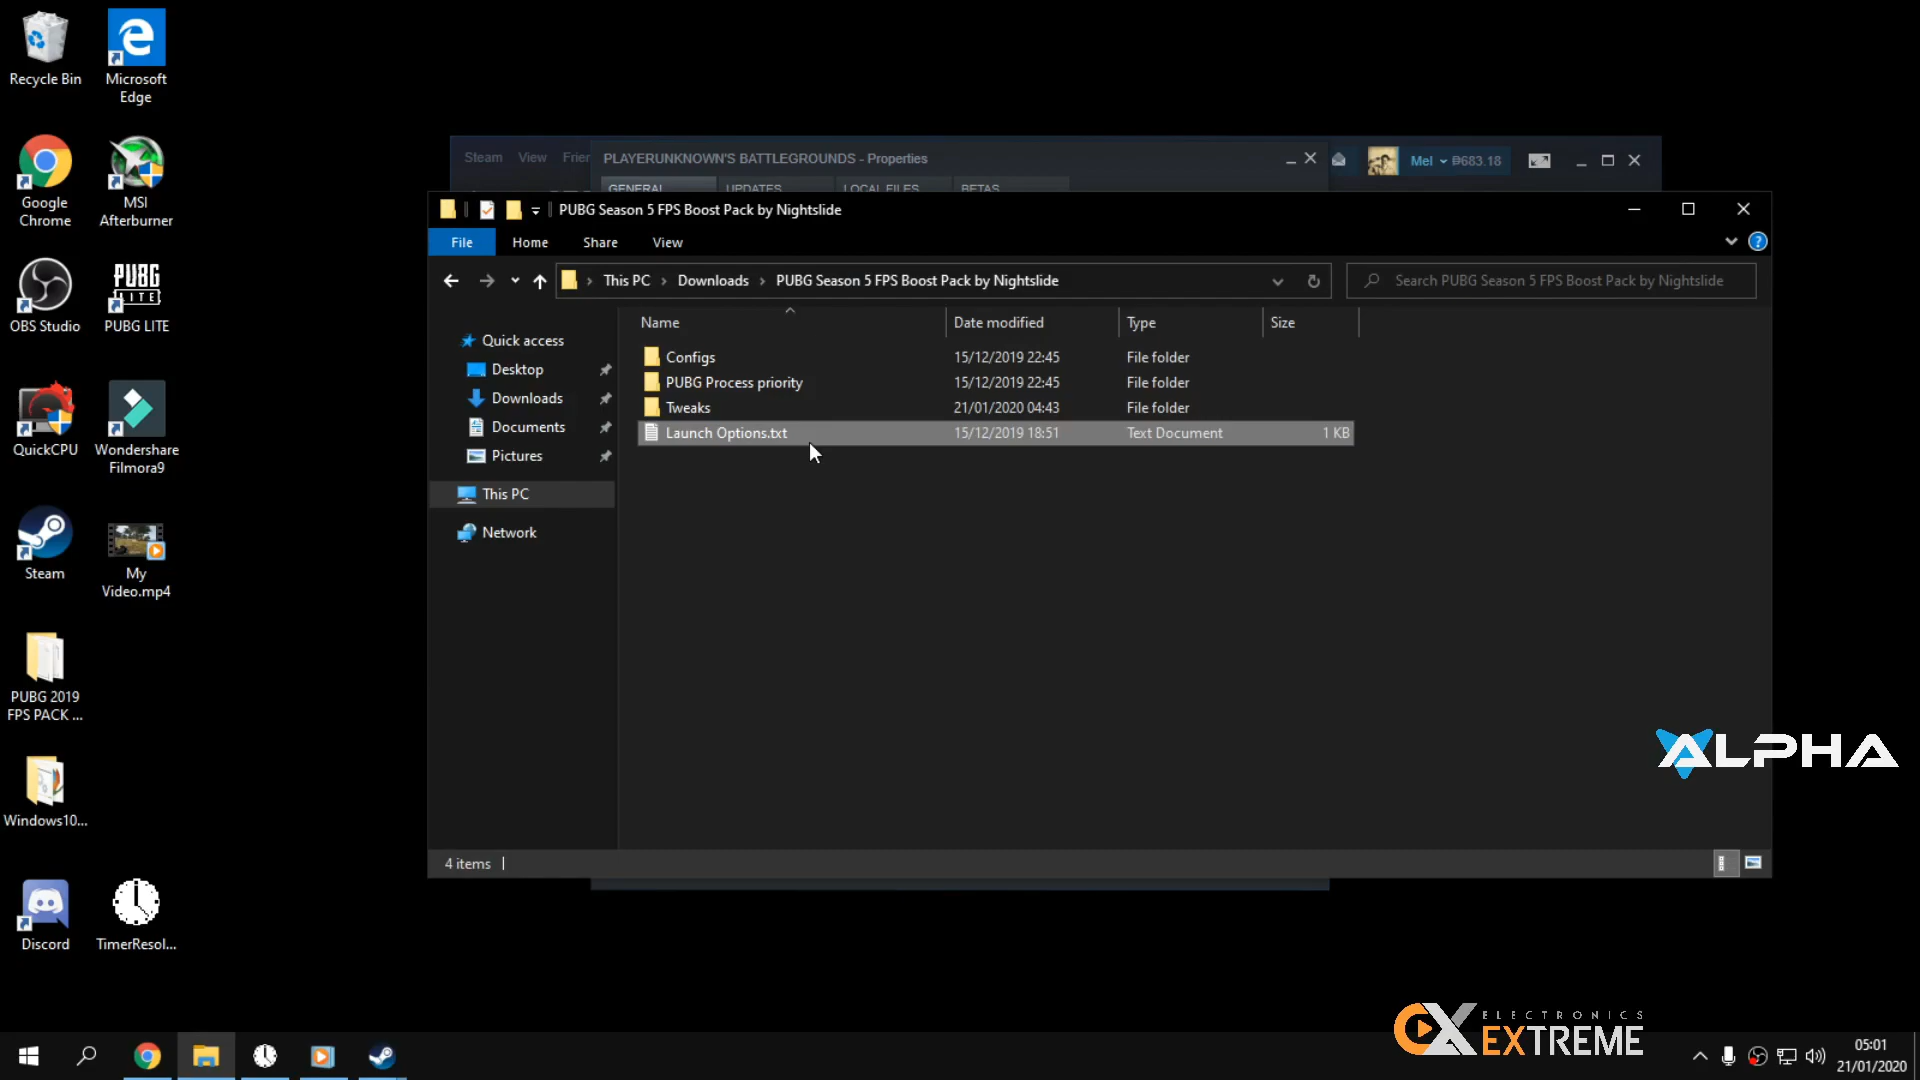 Recycle Bin
Microsoft
Edge
Google
Chrome
MSI
Afterburner
OBS Studio
PUBG
LITE
PUBG LITE
QuickCPU
Wondershare
Filmora9
Steam
My
Video.mp4
PUBG 2019
FPS PACK ...
Windows10...
Discord
TimerResol...
Steam View Frien
PLAYERUNKNOWN'S BATTLEGROUNDS - Properties
Mel ₱683.18
GENERAL UPDATES LOCAL FILES BETAS
PUBG Season 5 FPS Boost Pack by Nightslide
File Home Share View
This PC > Downloads > PUBG Season 5 FPS Boost Pack by Nightslide
Search PUBG Season 5 FPS Boost Pack by Nightslide
Quick access
Desktop
Downloads
Documents
Pictures
This PC
Network
Name Date modified Type Size
Configs 15/12/2019 22:45 File folder
PUBG Process priority 15/12/2019 22:45 File folder
Tweaks 21/01/2020 04:43 File folder
Launch Options.txt 15/12/2019 18:51 Text Document 1 KB
4 items
ALPHA
ELECTRONICS
EXTREME
05:01
21/01/2020